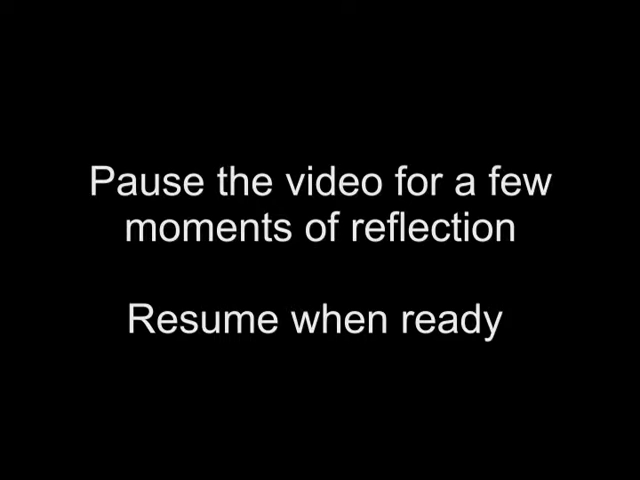 Pause the video for a few
moments of reflection
Resume when ready